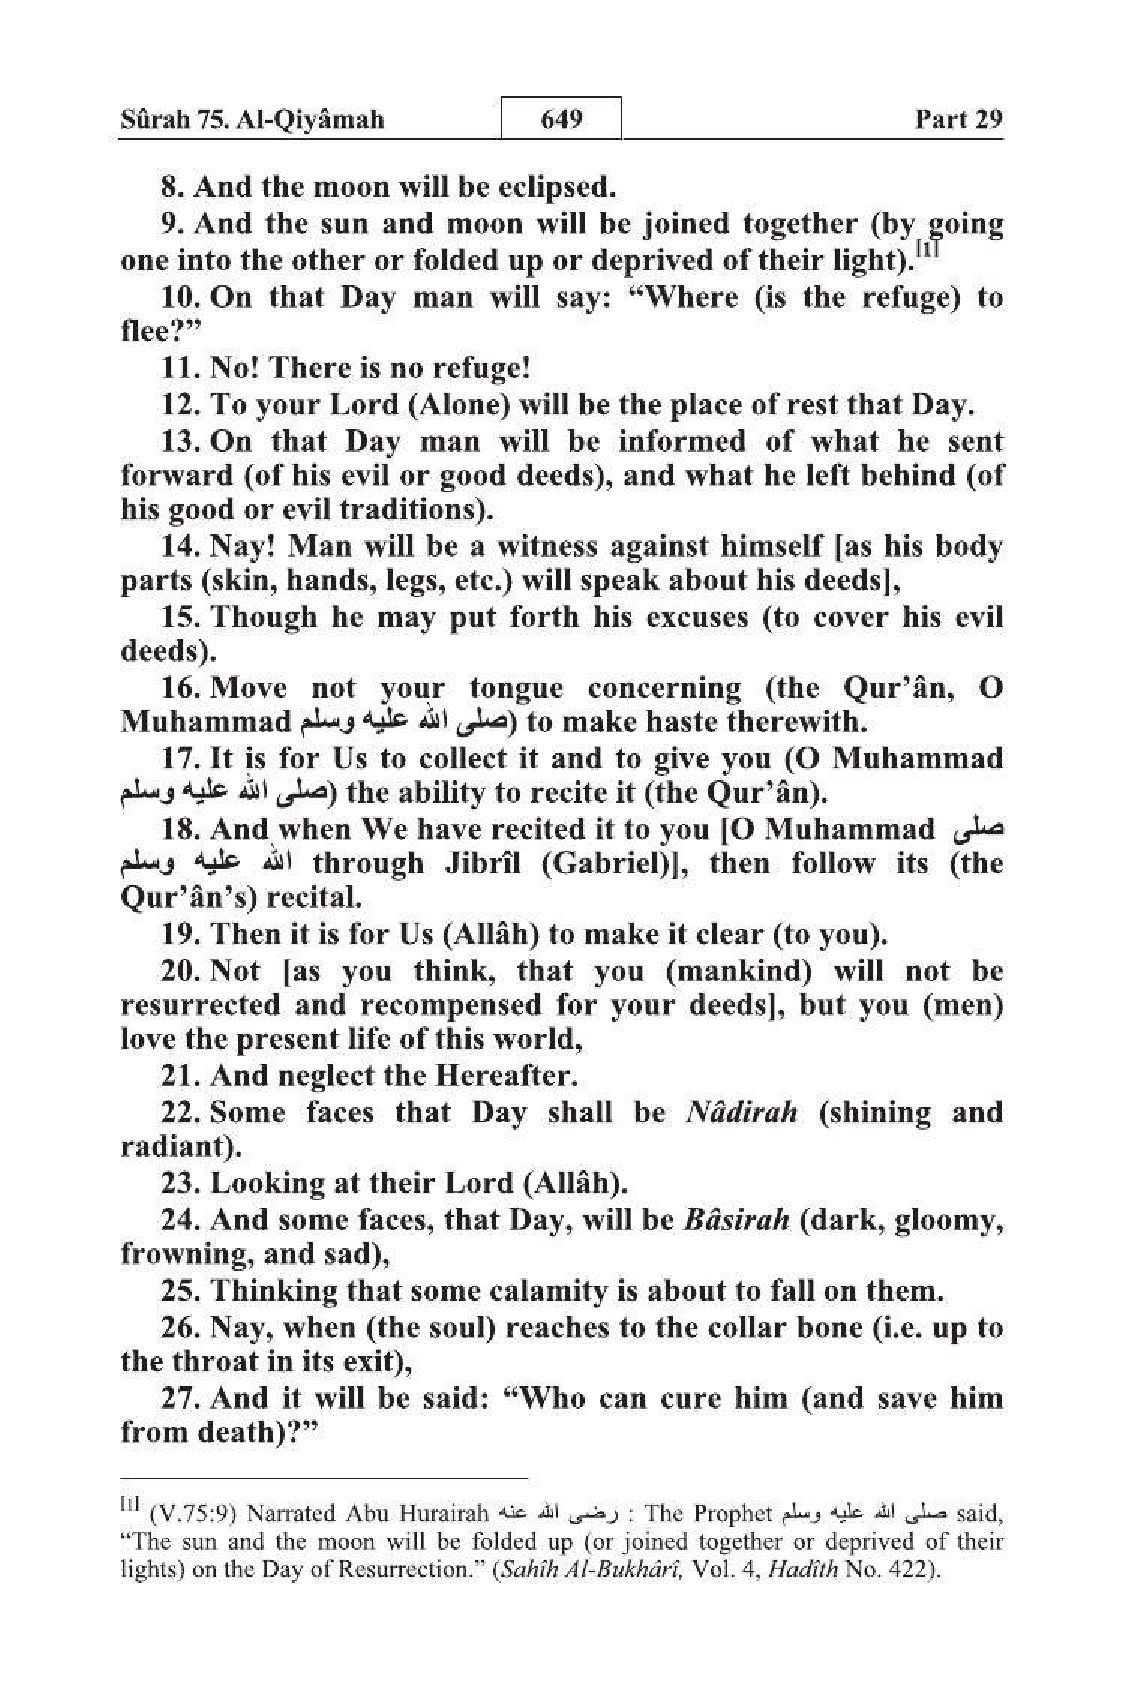 Sûrah 75. Al-Qiyâmah 649 Part 29
8. And the moon will be eclipsed.
9. And the sun and moon will be joined together (by going
one into the other or folded up or deprived of their light).[1]
10. On that Day man will say: “Where (is the refuge) to
flee?”
11. No! There is no refuge!
12. To your Lord (Alone) will be the place of rest that Day.
13. On that Day man will be informed of what he sent
forward (of his evil or good deeds), and what he left behind (of
his good or evil traditions).
14. Nay! Man will be a witness against himself [as his body
parts (skin, hands, legs, etc.) will speak about his deeds],
15. Though he may put forth his excuses (to cover his evil
deeds).
16. Move not your tongue concerning (the Qur’ân, O
Muhammad صلى الله عليه وسلم) to make haste therewith.
17. It is for Us to collect it and to give you (O Muhammad
صلى الله عليه وسلم) the ability to recite it (the Qur’ân).
18. And when We have recited it to you [O Muhammad صلى
الله عليه وسلم through Jibrîl (Gabriel)], then follow its (the
Qur’ân’s) recital.
19. Then it is for Us (Allâh) to make it clear (to you).
20. Not [as you think, that you (mankind) will not be
resurrected and recompensed for your deeds], but you (men)
love the present life of this world,
21. And neglect the Hereafter.
22. Some faces that Day shall be Nâdirah (shining and
radiant).
23. Looking at their Lord (Allâh).
24. And some faces, that Day, will be Bâsirah (dark, gloomy,
frowning, and sad),
25. Thinking that some calamity is about to fall on them.
26. Nay, when (the soul) reaches to the collar bone (i.e. up to
the throat in its exit),
27. And it will be said: “Who can cure him (and save him
from death)?”
[1] (V.75:9) Narrated Abu Hurairah رضى الله عنه : The Prophet صلى الله عليه وسلم said,
“The sun and the moon will be folded up (or joined together or deprived of their
lights) on the Day of Resurrection.” (Sahîh Al-Bukhârî, Vol. 4, Hadîth No. 422).